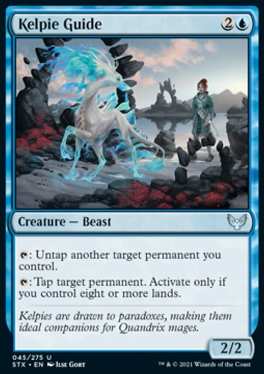 Kelpie Guide 2
Creature — Beast
: Untap another target permanent you
control.
: Tap target permanent. Activate only if
you control eight or more lands.
Kelpies are drawn to paradoxes, making them
ideal companions for Quandrix mages.
2/2
045/275 U
STX • EN ILSE GORT
™ & © 2021 Wizards of the Coast